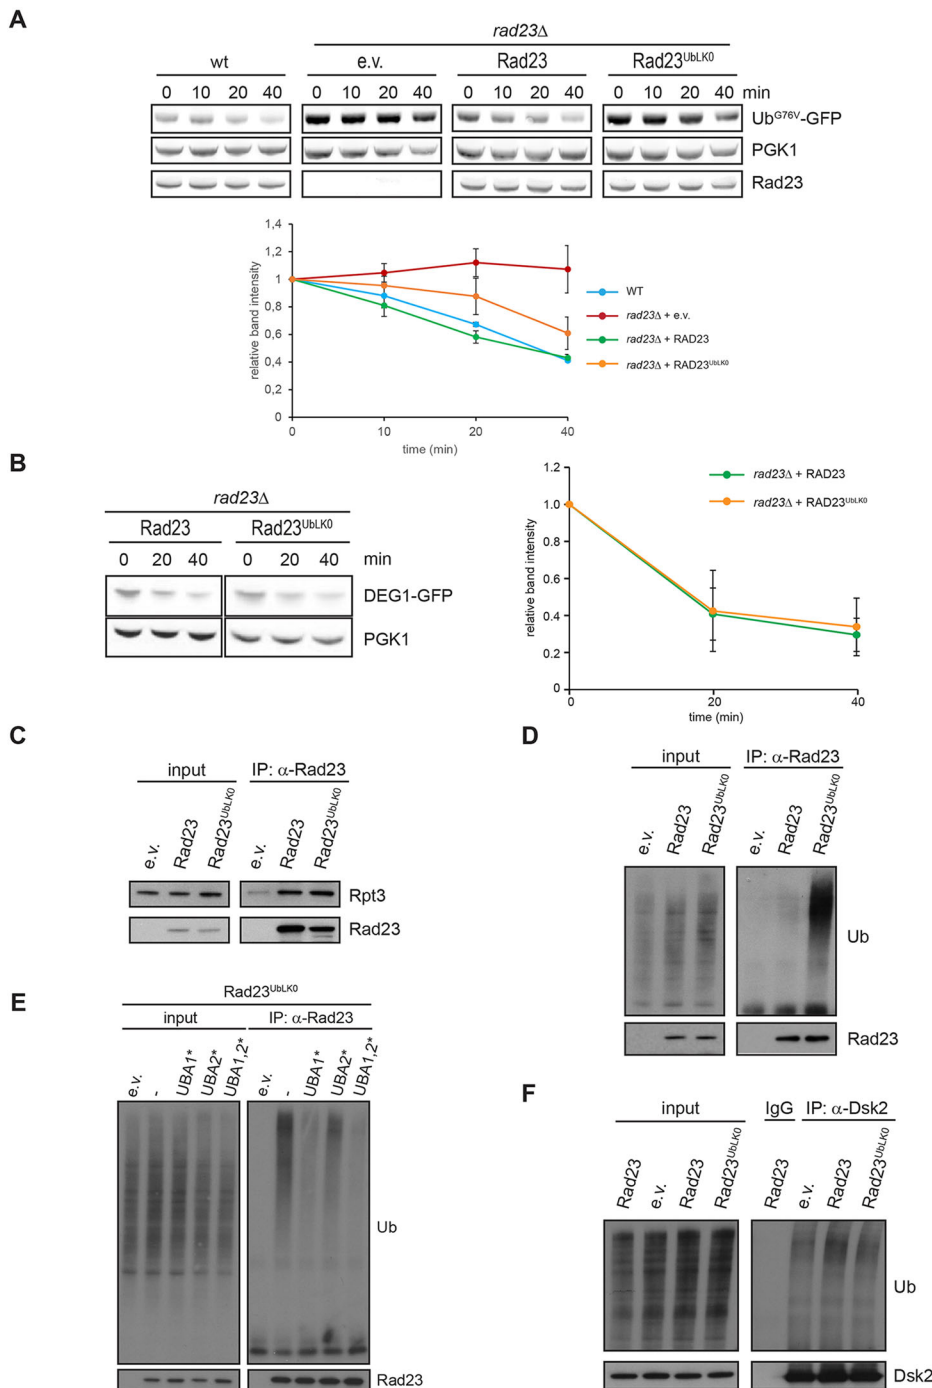 A
rad23Δ
wt e.v. Rad23 Rad23UbLK0
0 10 20 40 0 10 20 40 0 10 20 40 0 10 20 40 min
UbG76V-GFP
PGK1
Rad23
1,4
1,2
1
0,8
0,6
0,4
0,2
0
relative band intensity
0 10 20 40
time (min)
WT
rad23Δ + e.v.
rad23Δ + RAD23
rad23Δ + RAD23UbLK0
B
rad23Δ
Rad23 Rad23UbLK0
0 20 40 0 20 40 min
DEG1-GFP
PGK1
1.2
1.0
0.8
0.6
0.4
0.2
0
relative band intensity
0 20 40
time (min)
rad23Δ + RAD23
rad23Δ + RAD23UbLK0
C
input IP: α-Rad23
e.v. Rad23 Rad23UbLK0 e.v. Rad23 Rad23UbLK0
Rpt3
Rad23
D
input IP: α-Rad23
e.v. Rad23 Rad23UbLK0 e.v. Rad23 Rad23UbLK0
Ub
Rad23
E
Rad23UbLK0
input IP: α-Rad23
e.v. - UBA1* UBA2* UBA1,2* e.v. - UBA1* UBA2* UBA1,2*
Ub
Rad23
F
input IgG IP: α-Dsk2
Rad23 e.v. Rad23 Rad23UbLK0 Rad23 e.v. Rad23 Rad23UbLK0
Ub
Dsk2